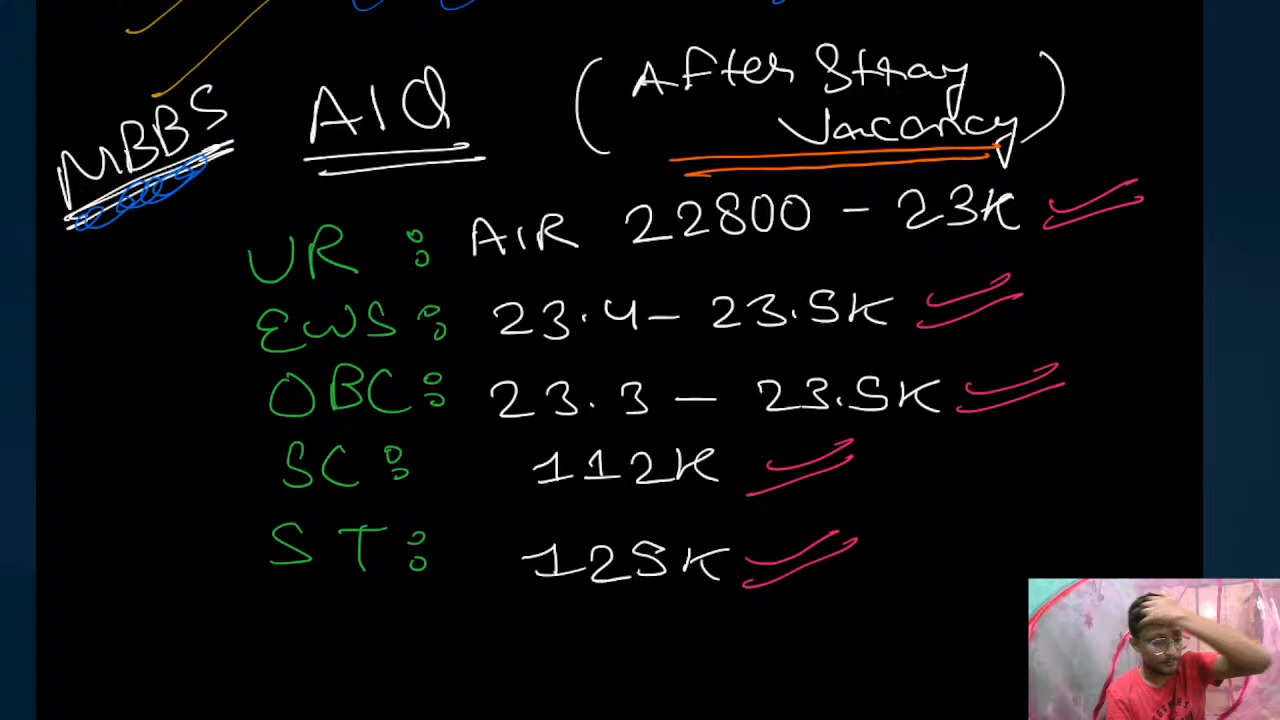 MBBS
AIQ
(After Stray
Vacancy)
UR : AIR 22800 - 23K
EWS : 23.4 - 23.5K
OBC : 23.3 - 23.5K
SC : 112K
ST : 125K